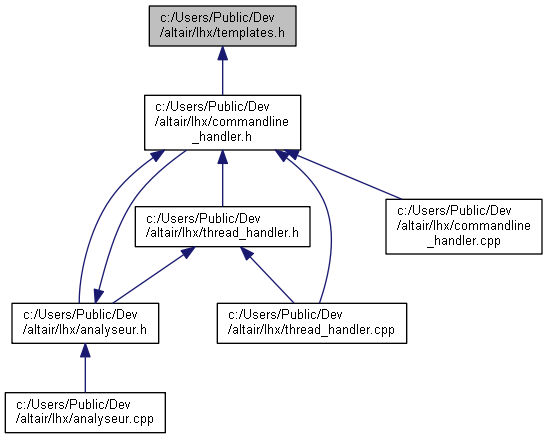 c:/Users/Public/Dev
/altair/lhx/templates.h
c:/Users/Public/Dev
/altair/lhx/commandline
_handler.h
c:/Users/Public/Dev
/altair/lhx/thread_handler.h
c:/Users/Public/Dev
/altair/lhx/commandline
_handler.cpp
c:/Users/Public/Dev
/altair/lhx/analyseur.h
c:/Users/Public/Dev
/altair/lhx/thread_handler.cpp
c:/Users/Public/Dev
/altair/lhx/analyseur.cpp